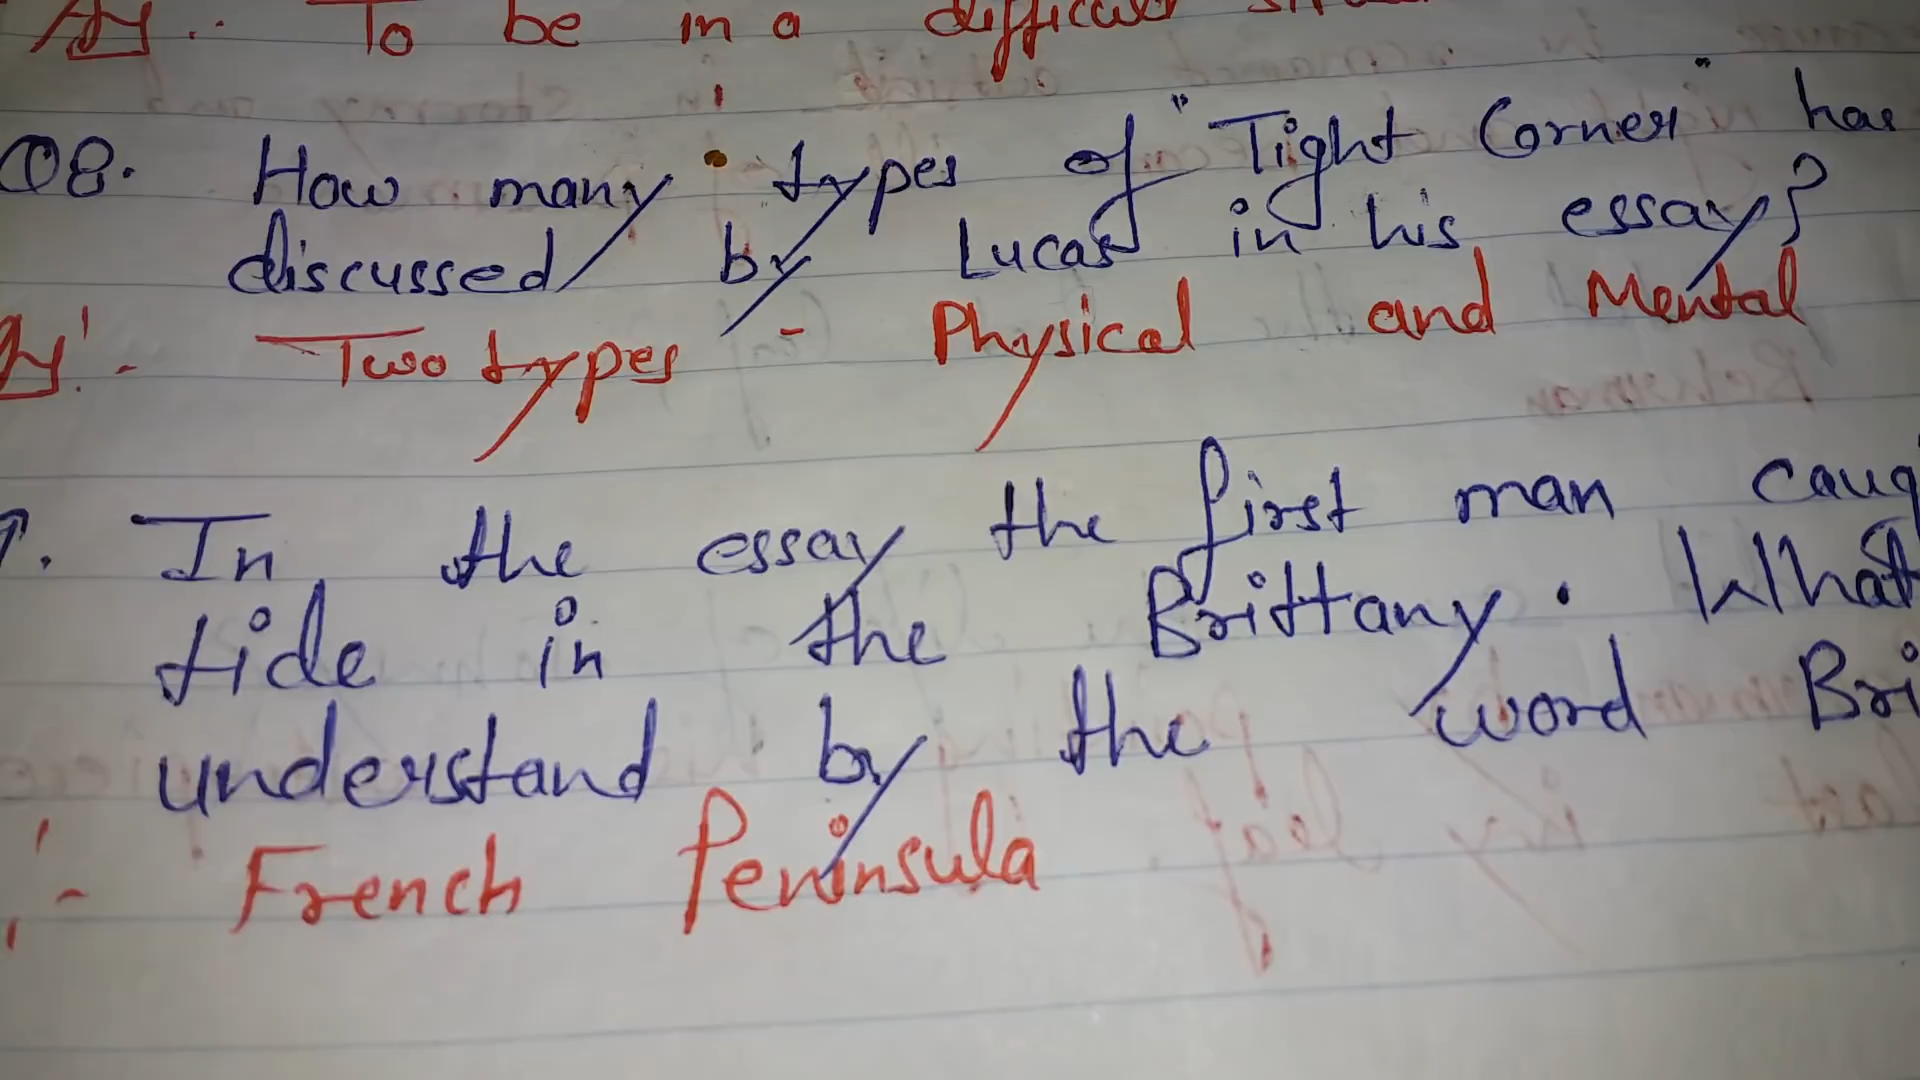 To be in a difficult
Q8. How many types of "Tight Corner" has
discussed by Lucas in his essay?
Two types - Physical and Mental
In the essay the first man
tide in the Brittany. What
understand by the word Bri
:- French Peninsula